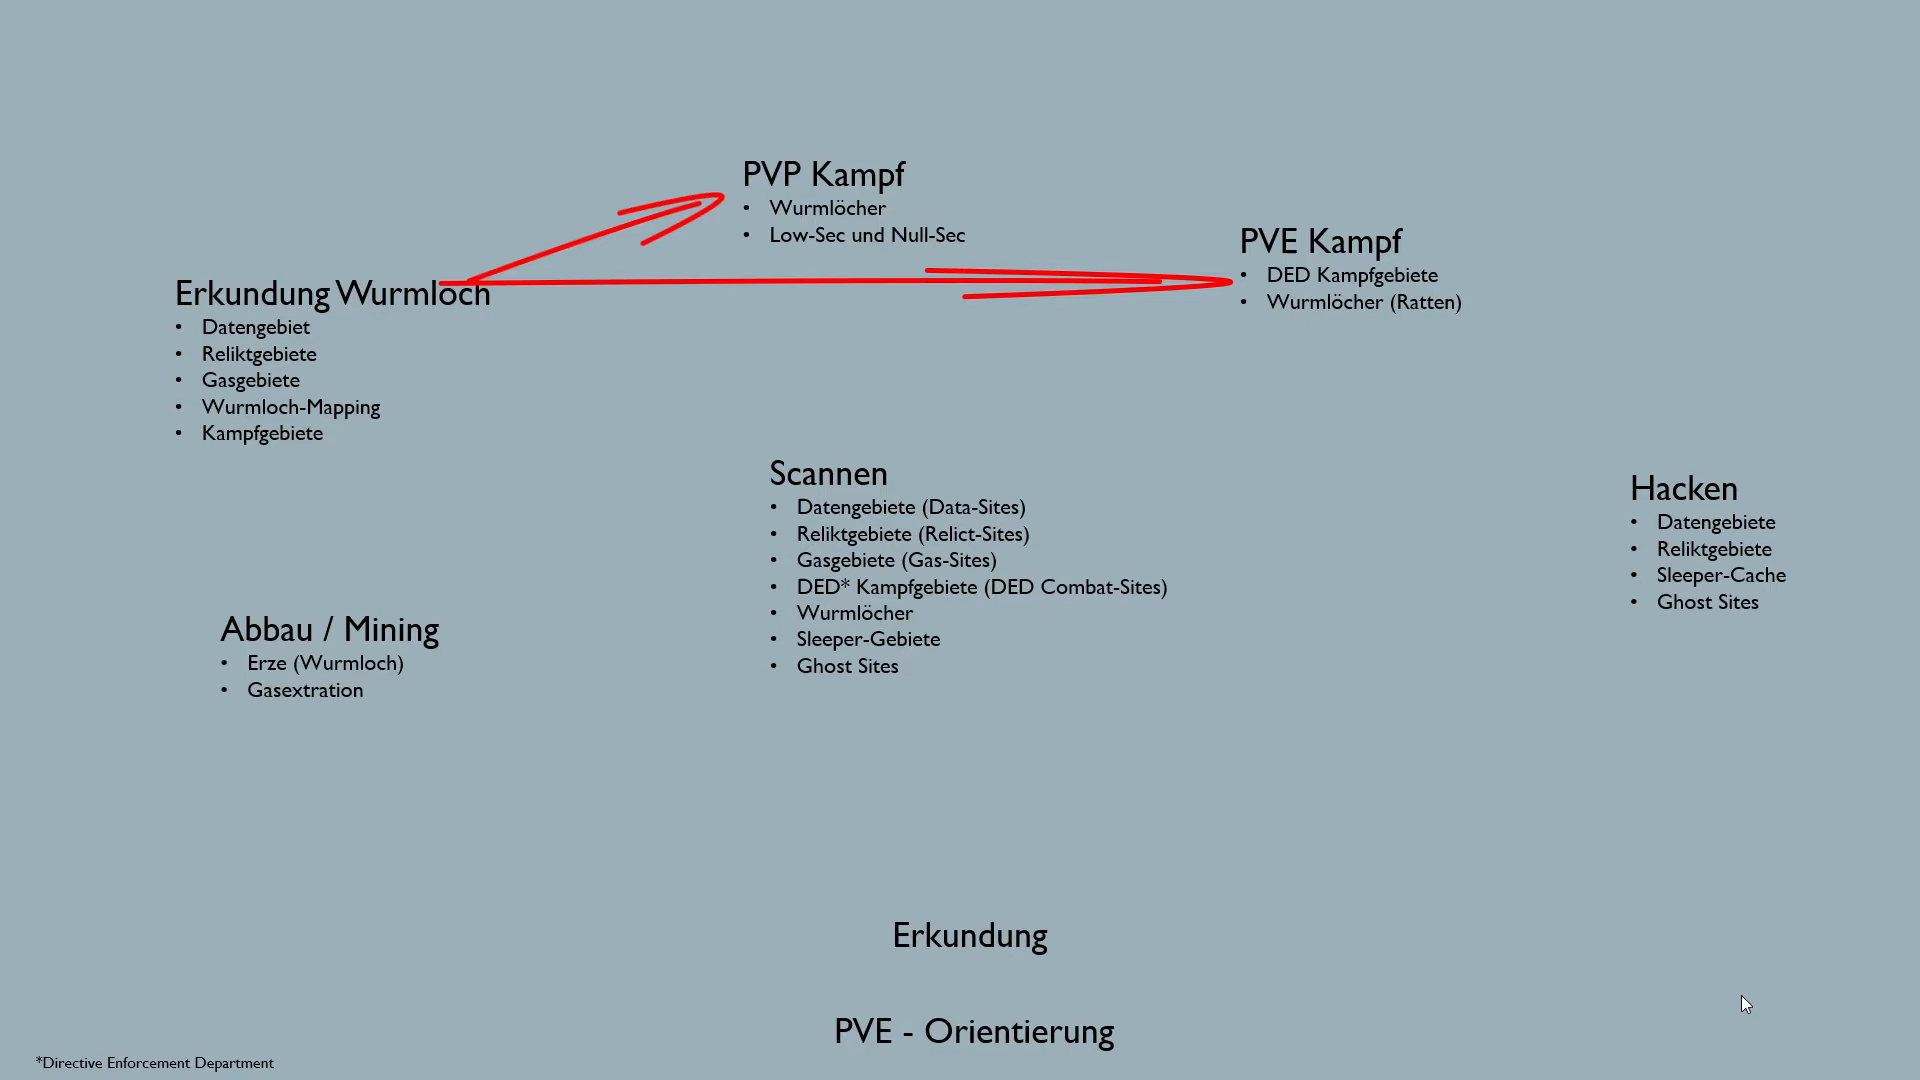 PVP Kampf
• Wurmlöcher
• Low-Sec und Null-Sec
PVE Kampf
• DED Kampfgebiete
• Wurmlöcher (Ratten)
Erkundung Wurmloch
• Datengebiet
• Reliktgebiete
• Gasgebiete
• Wurmloch-Mapping
• Kampfgebiete
Scannen
• Datengebiete (Data-Sites)
• Reliktgebiete (Relict-Sites)
• Gasgebiete (Gas-Sites)
• DED* Kampfgebiete (DED Combat-Sites)
• Wurmlöcher
• Sleeper-Gebiete
• Ghost Sites
Hacken
• Datengebiete
• Reliktgebiete
• Sleeper-Cache
• Ghost Sites
Abbau / Mining
• Erze (Wurmloch)
• Gasextration
Erkundung
PVE - Orientierung
*Directive Enforcement Department